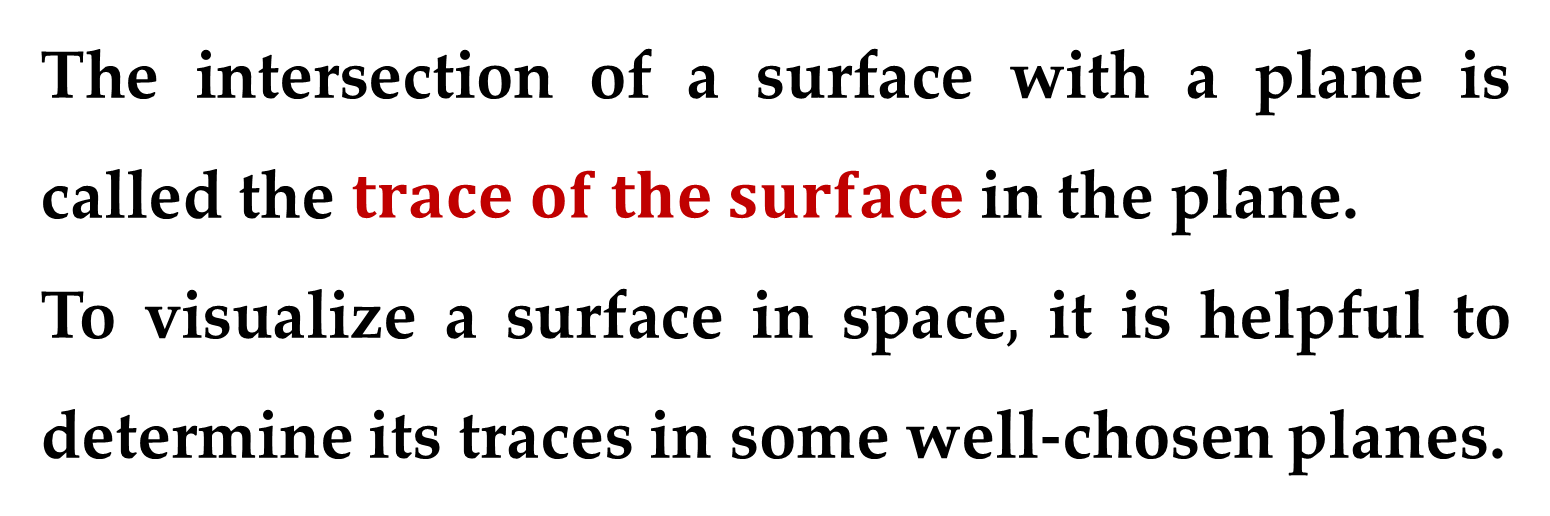 The intersection of a surface with a plane is
called the trace of the surface in the plane.
To visualize a surface in space, it is helpful to
determine its traces in some well-chosen planes.